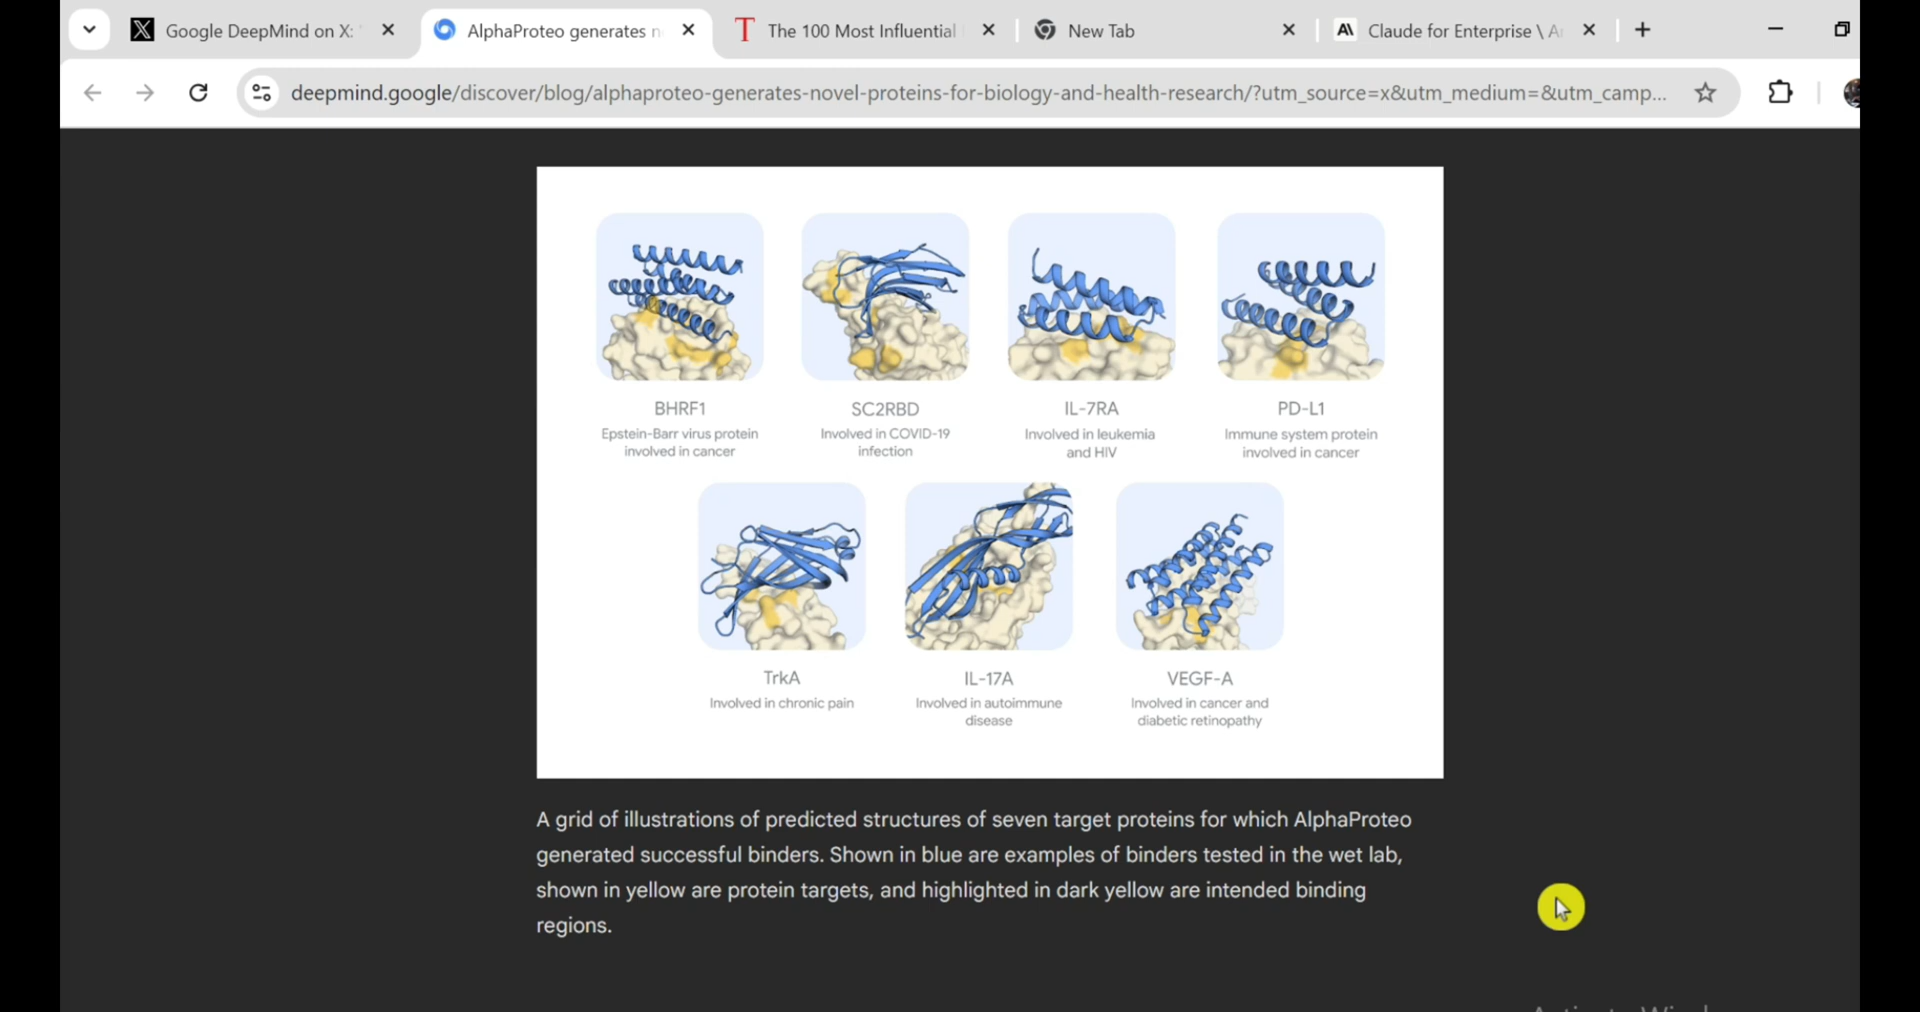 Google DeepMind on X:
AlphaProteo generates
The 100 Most Influential
New Tab
Claude for Enterprise \
deepmind.google/discover/blog/alphaproteo-generates-novel-proteins-for-biology-and-health-research/?utm_source=x&utm_medium=&utm_camp...
BHRF1
Epstein-Barr virus protein
involved in cancer
SC2RBD
Involved in COVID-19
infection
IL-7RA
Involved in leukemia
and HIV
PD-L1
Immune system protein
involved in cancer
TrkA
Involved in chronic pain
IL-17A
Involved in autoimmune
disease
VEGF-A
Involved in cancer and
diabetic retinopathy
A grid of illustrations of predicted structures of seven target proteins for which AlphaProteo
generated successful binders. Shown in blue are examples of binders tested in the wet lab,
shown in yellow are protein targets, and highlighted in dark yellow are intended binding
regions.